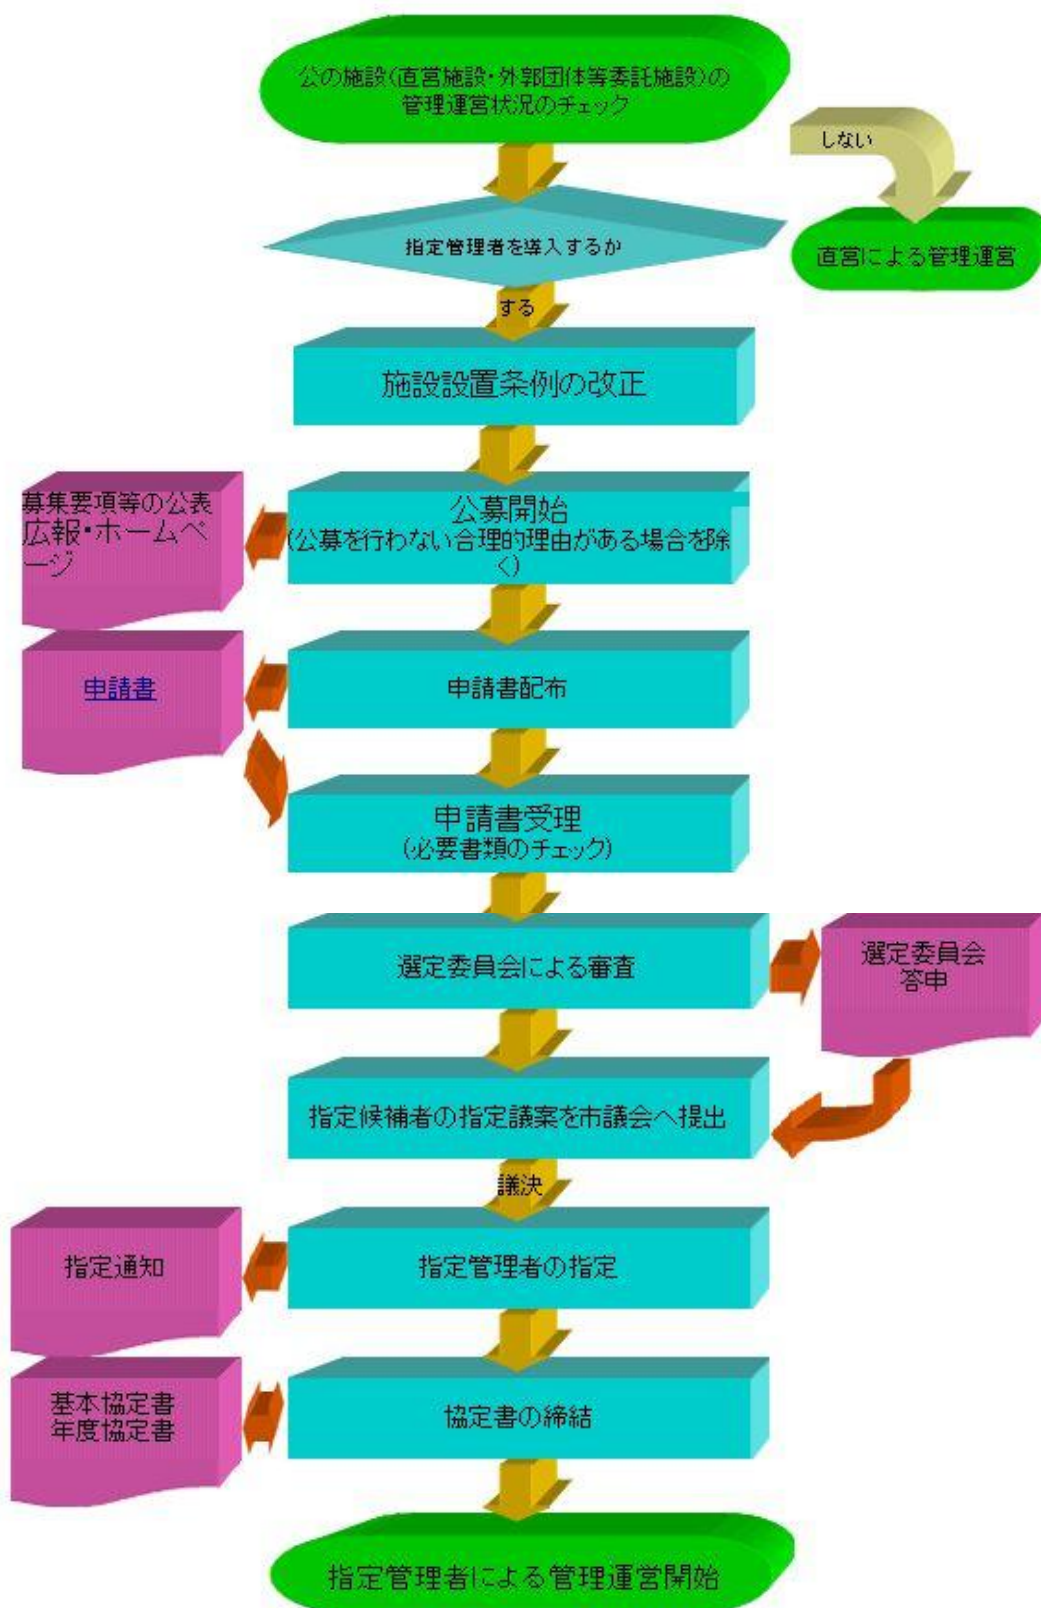 公の施設(直営施設・外郭団体等委託施設)の
管理運営状況のチェック
しない
指定管理者を導入するか
直営による管理運営
する
施設設置条例の改正
募集要項等の公表
広報・ホームペ
ージ
公募開始
(公募を行わない合理的理由がある場合を除
く)
申請書
申請書配布
申請書受理
(必要書類のチェック)
選定委員会による審査
選定委員会
答申
指定候補者の指定議案を市議会へ提出
議決
指定通知
指定管理者の指定
基本協定書
年度協定書
協定書の締結
指定管理者による管理運営開始